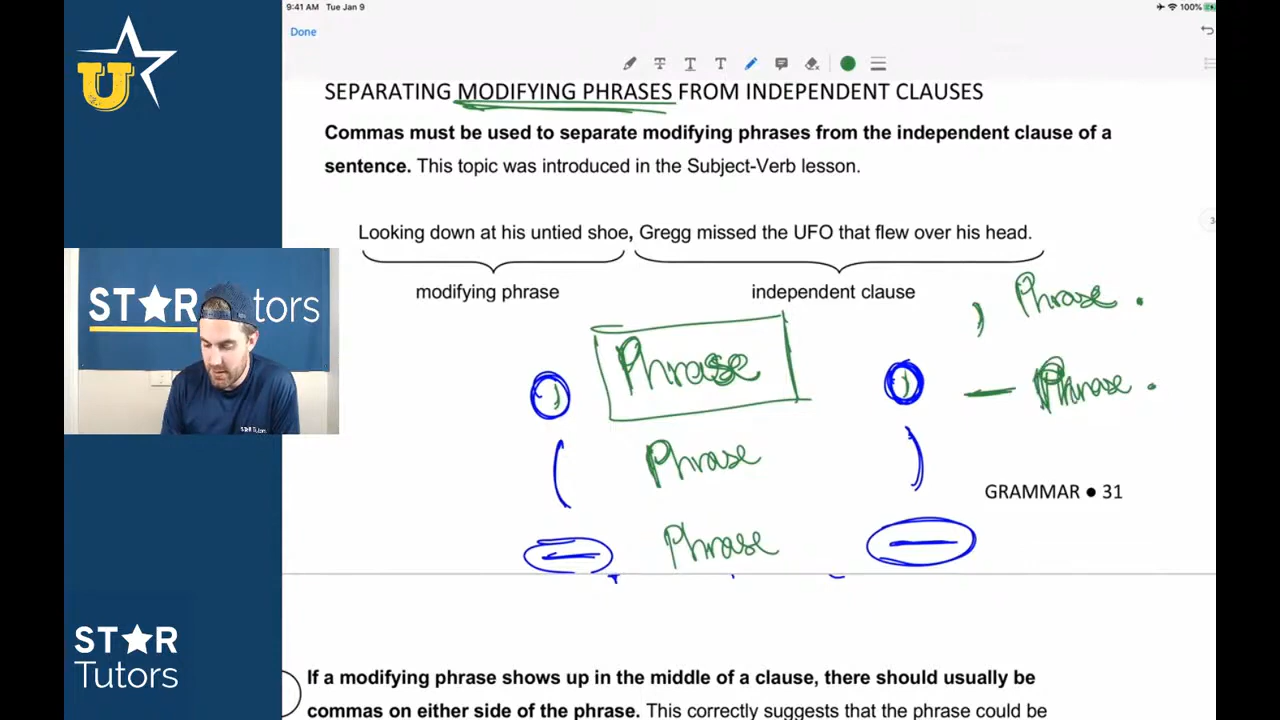 9:41 AM Tue Jan 9
100%
Done
U
SEPARATING MODIFYING PHRASES FROM INDEPENDENT CLAUSES
Commas must be used to separate modifying phrases from the independent clause of a
sentence. This topic was introduced in the Subject-Verb lesson.
Looking down at his untied shoe, Gregg missed the UFO that flew over his head.
modifying phrase independent clause
, Phrase .
, Phrase ,
— Phrase .
( Phrase )
— Phrase —
GRAMMAR • 31
ST★R tors
ST★R
Tutors
If a modifying phrase shows up in the middle of a clause, there should usually be
commas on either side of the phrase. This correctly suggests that the phrase could be